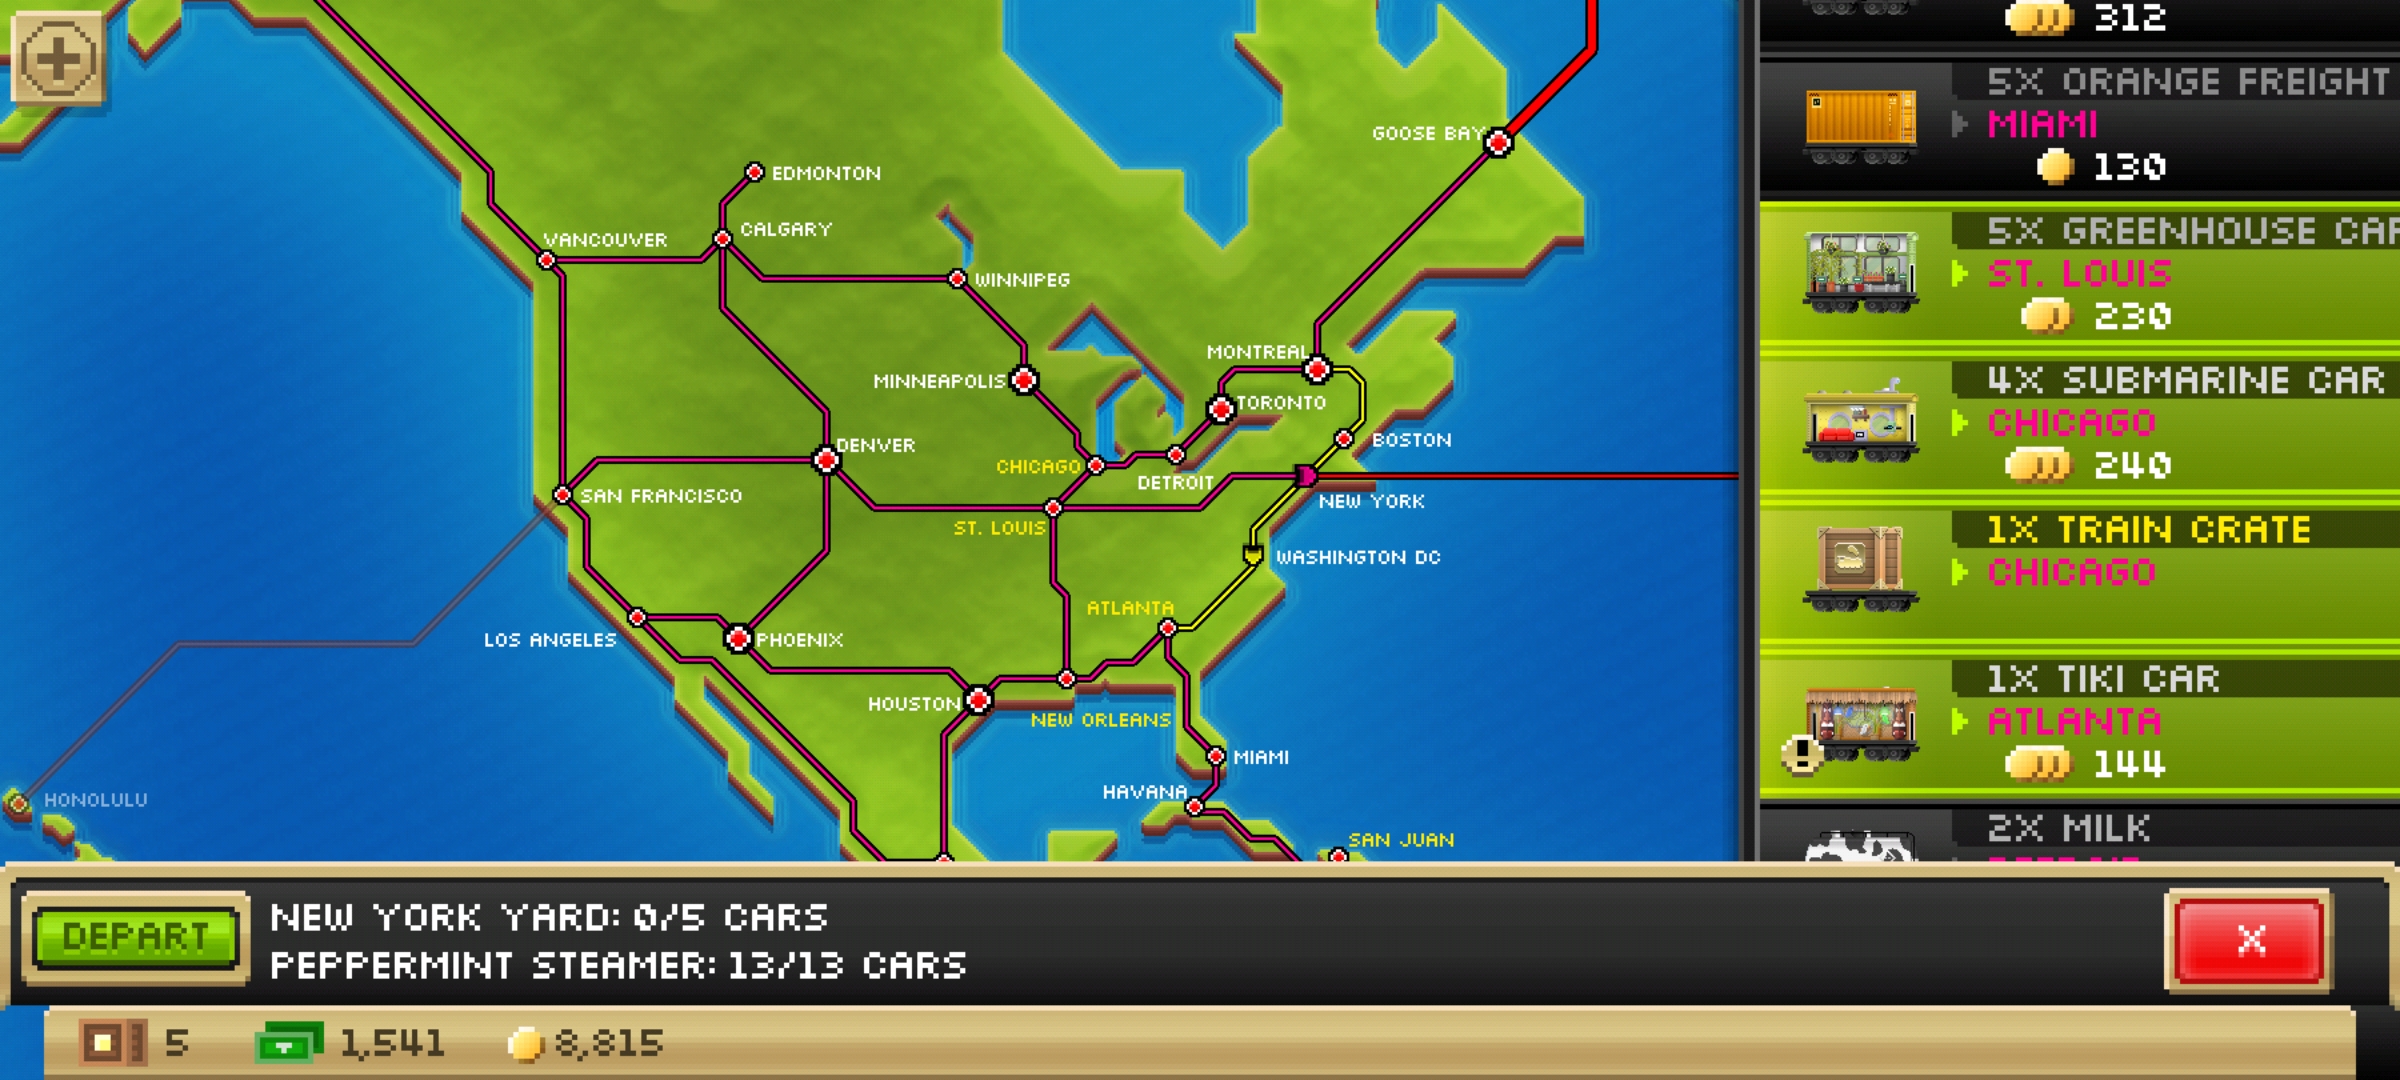 EDMONTON
CALGARY
VANCOUVER
WINNIPEG
GOOSE BAY
MINNEAPOLIS
MONTREAL
TORONTO
DENVER
BOSTON
CHICAGO
DETROIT
SAN FRANCISCO
NEW YORK
ST. LOUIS
WASHINGTON DC
ATLANTA
LOS ANGELES
PHOENIX
HOUSTON
NEW ORLEANS
MIAMI
HAVANA
HONOLULU
SAN JUAN
312
5X ORANGE FREIGHT
MIAMI
130
5X GREENHOUSE CAR
ST. LOUIS
230
4X SUBMARINE CAR
CHICAGO
240
1X TRAIN CRATE
CHICAGO
1X TIKI CAR
ATLANTA
144
2X MILK
DEPART
NEW YORK YARD: 0/5 CARS
PEPPERMINT STEAMER: 13/13 CARS
X
5
1,541
8,815